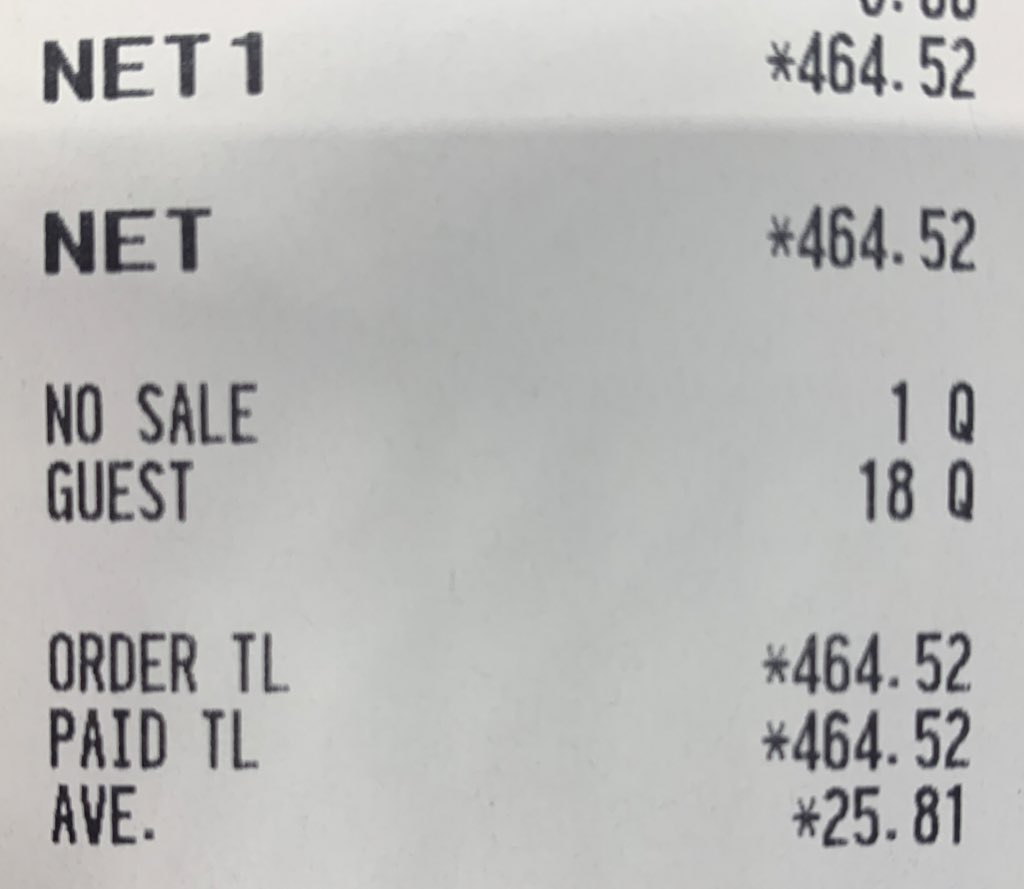 NET1 *464.52
NET *464.52
NO SALE 1 Q
GUEST 18 Q
ORDER TL *464.52
PAID TL *464.52
AVE. *25.81